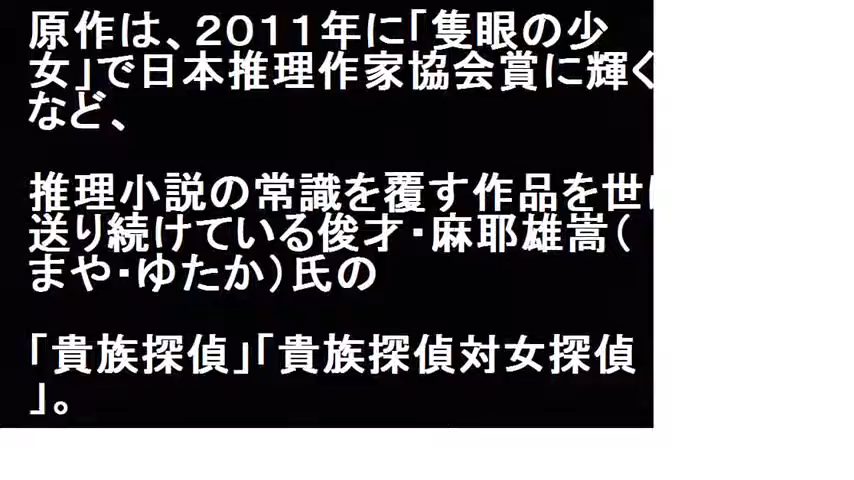 原作は、２０１１年に「隻眼の少
女」で日本推理作家協会賞に輝く
など、
推理小説の常識を覆す作品を世に
送り続けている俊才・麻耶雄嵩（
まや・ゆたか）氏の
「貴族探偵」「貴族探偵対女探偵
」。